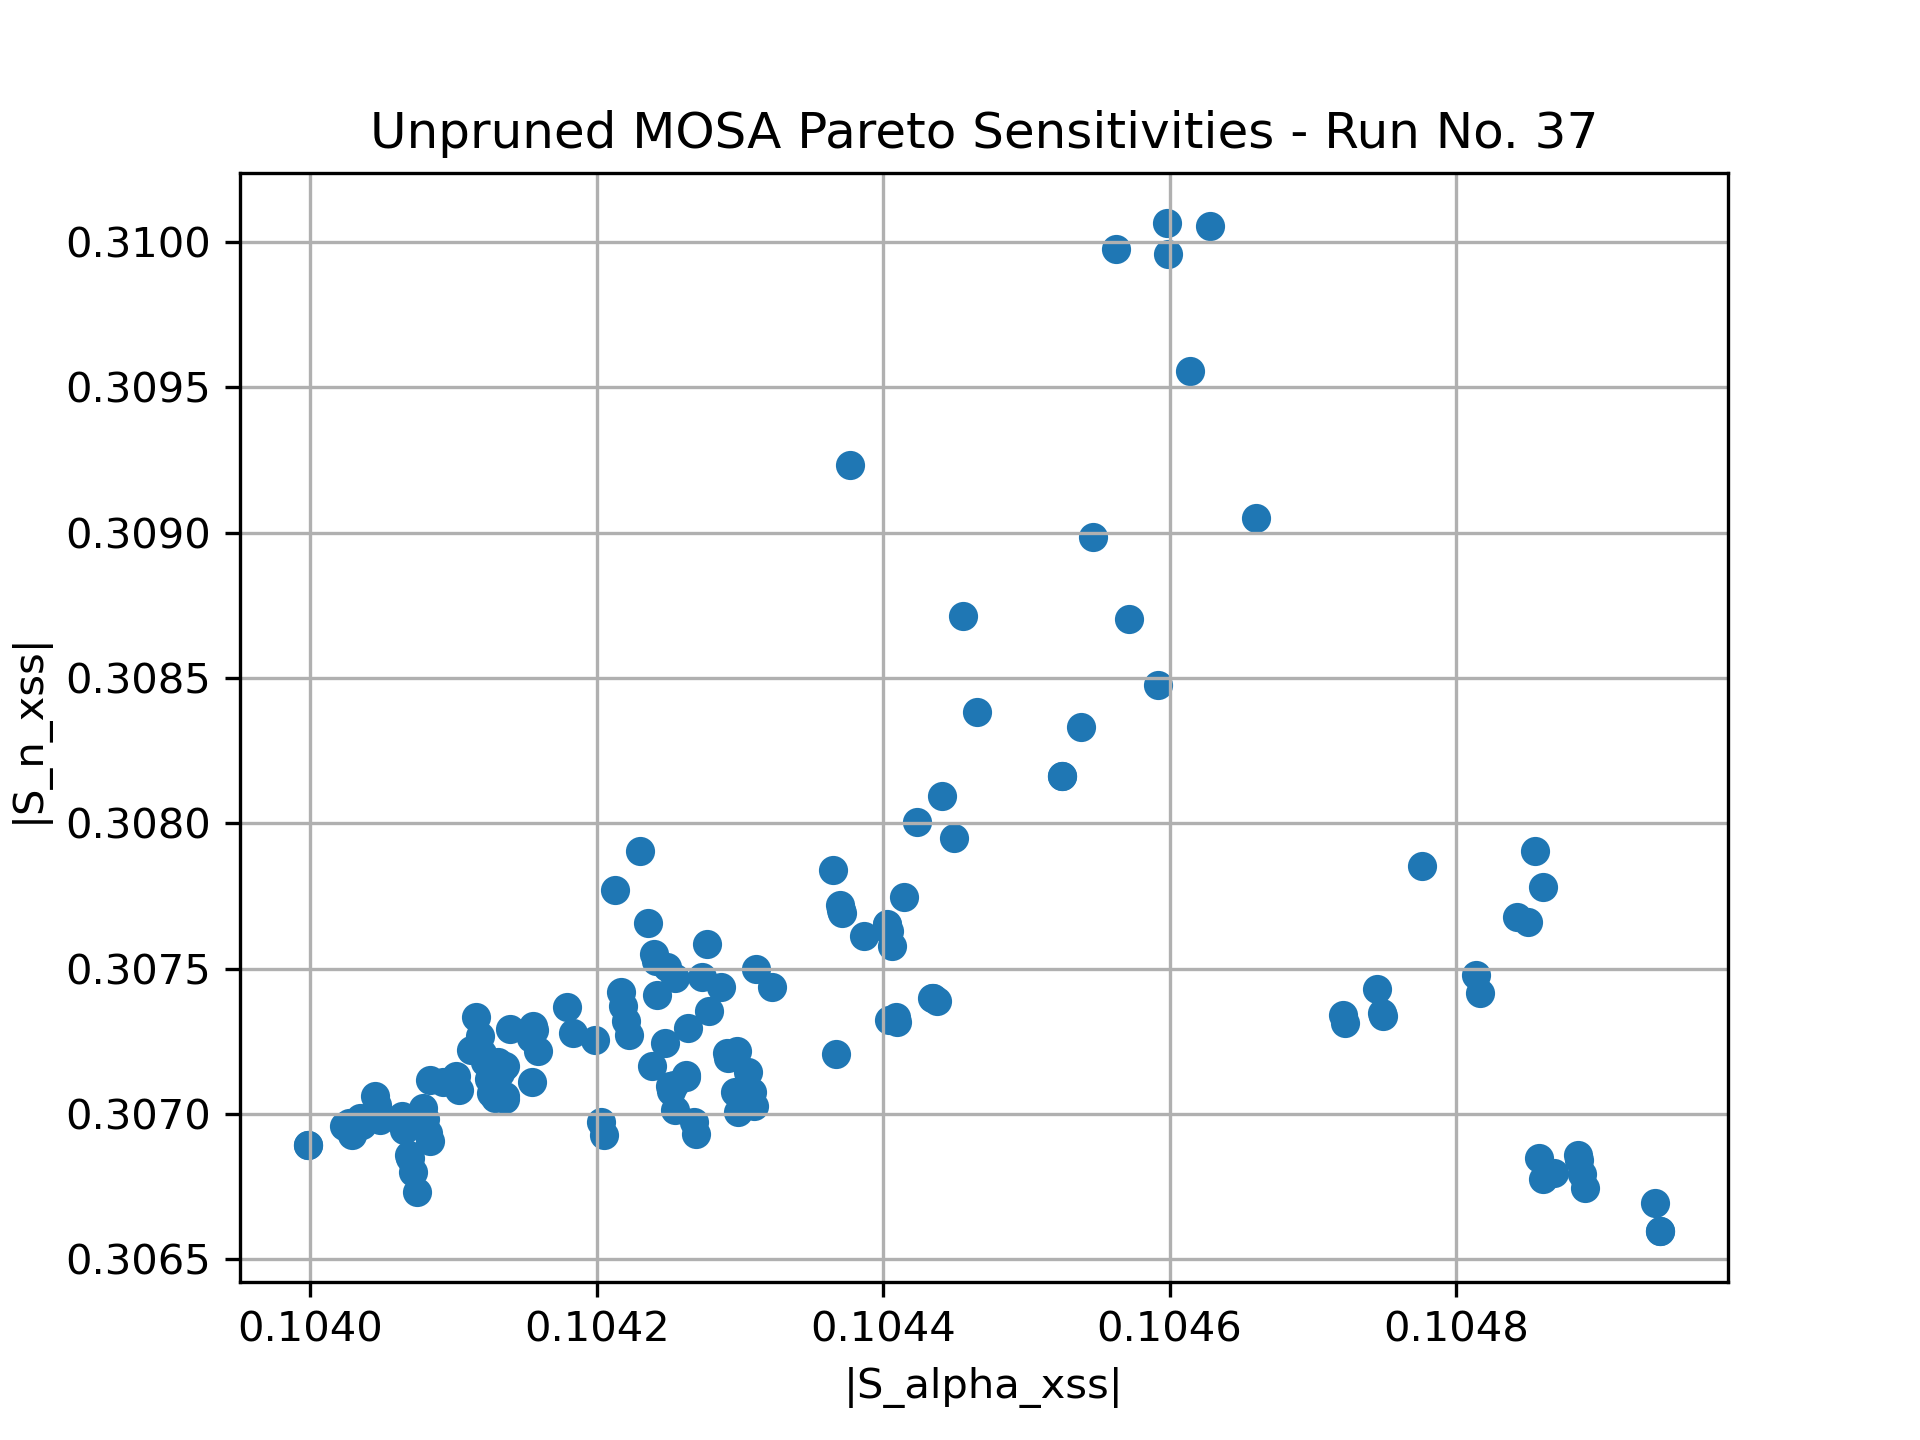 Unpruned MOSA Pareto Sensitivities - Run No. 37
|S_n_xss|
0.3100
0.3095
0.3090
0.3085
0.3080
0.3075
0.3070
0.3065
0.1040 0.1042 0.1044 0.1046 0.1048
|S_alpha_xss|